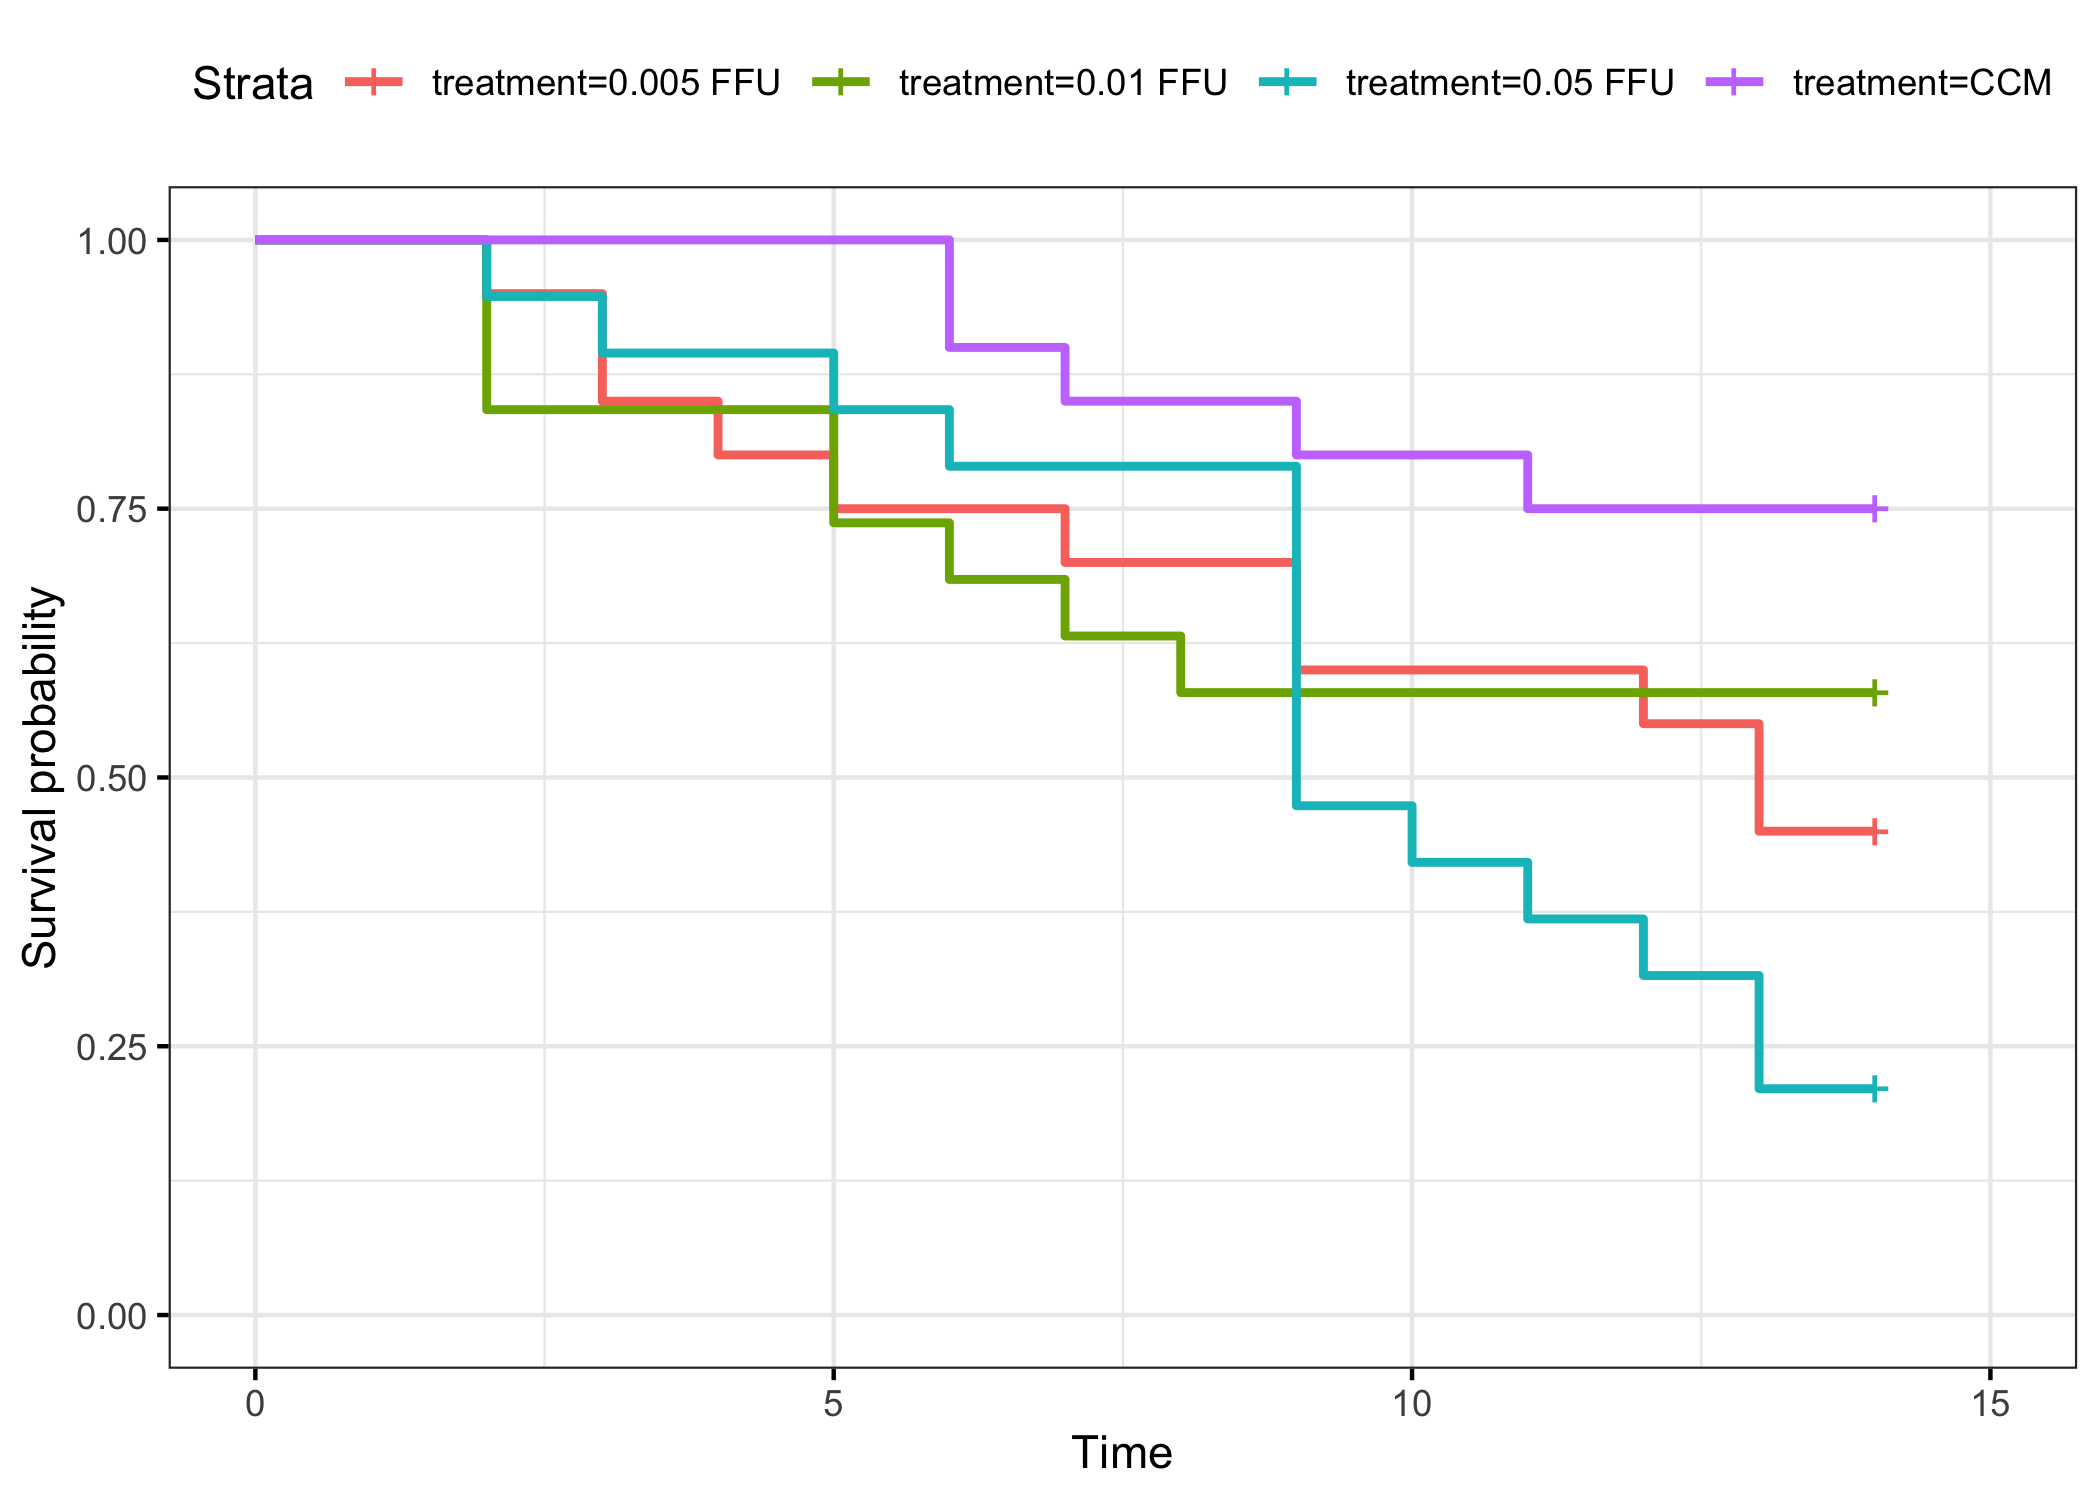 Strata treatment=0.005 FFU treatment=0.01 FFU treatment=0.05 FFU treatment=CCM
Survival probability
1.00
0.75
0.50
0.25
0.00
0 5 10 15
Time